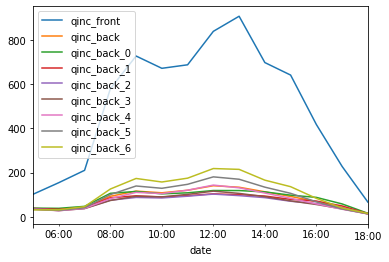 qinc_front
qinc_back
qinc_back_0
qinc_back_1
qinc_back_2
qinc_back_3
qinc_back_4
qinc_back_5
qinc_back_6
800
600
400
200
0
06:00 08:00 10:00 12:00 14:00 16:00 18:00
date